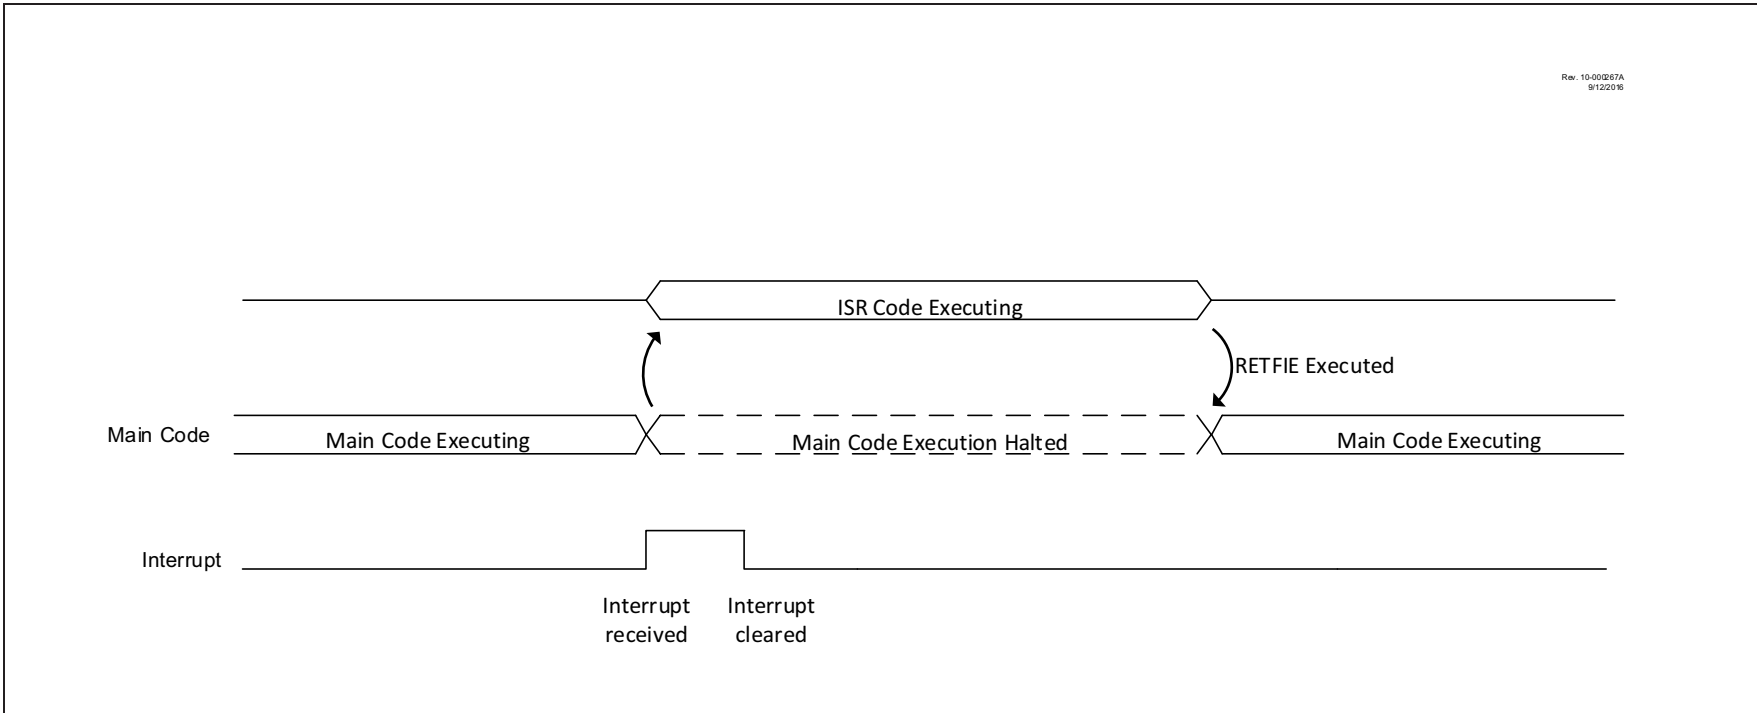 Rev. 10-000267A
9/12/2016
ISR Code Executing
RETFIE Executed
Main Code
Main Code Executing
Main Code Execution Halted
Main Code Executing
Interrupt
Interrupt
received
Interrupt
cleared